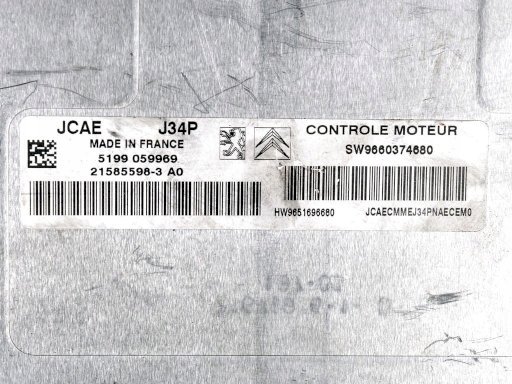 JCAE J34P
MADE IN FRANCE
5199 059969
21585598-3 A0
CONTROLE MOTEUR
SW9660374680
HW9651696680 JCAECMMEJ34PNAECEM0